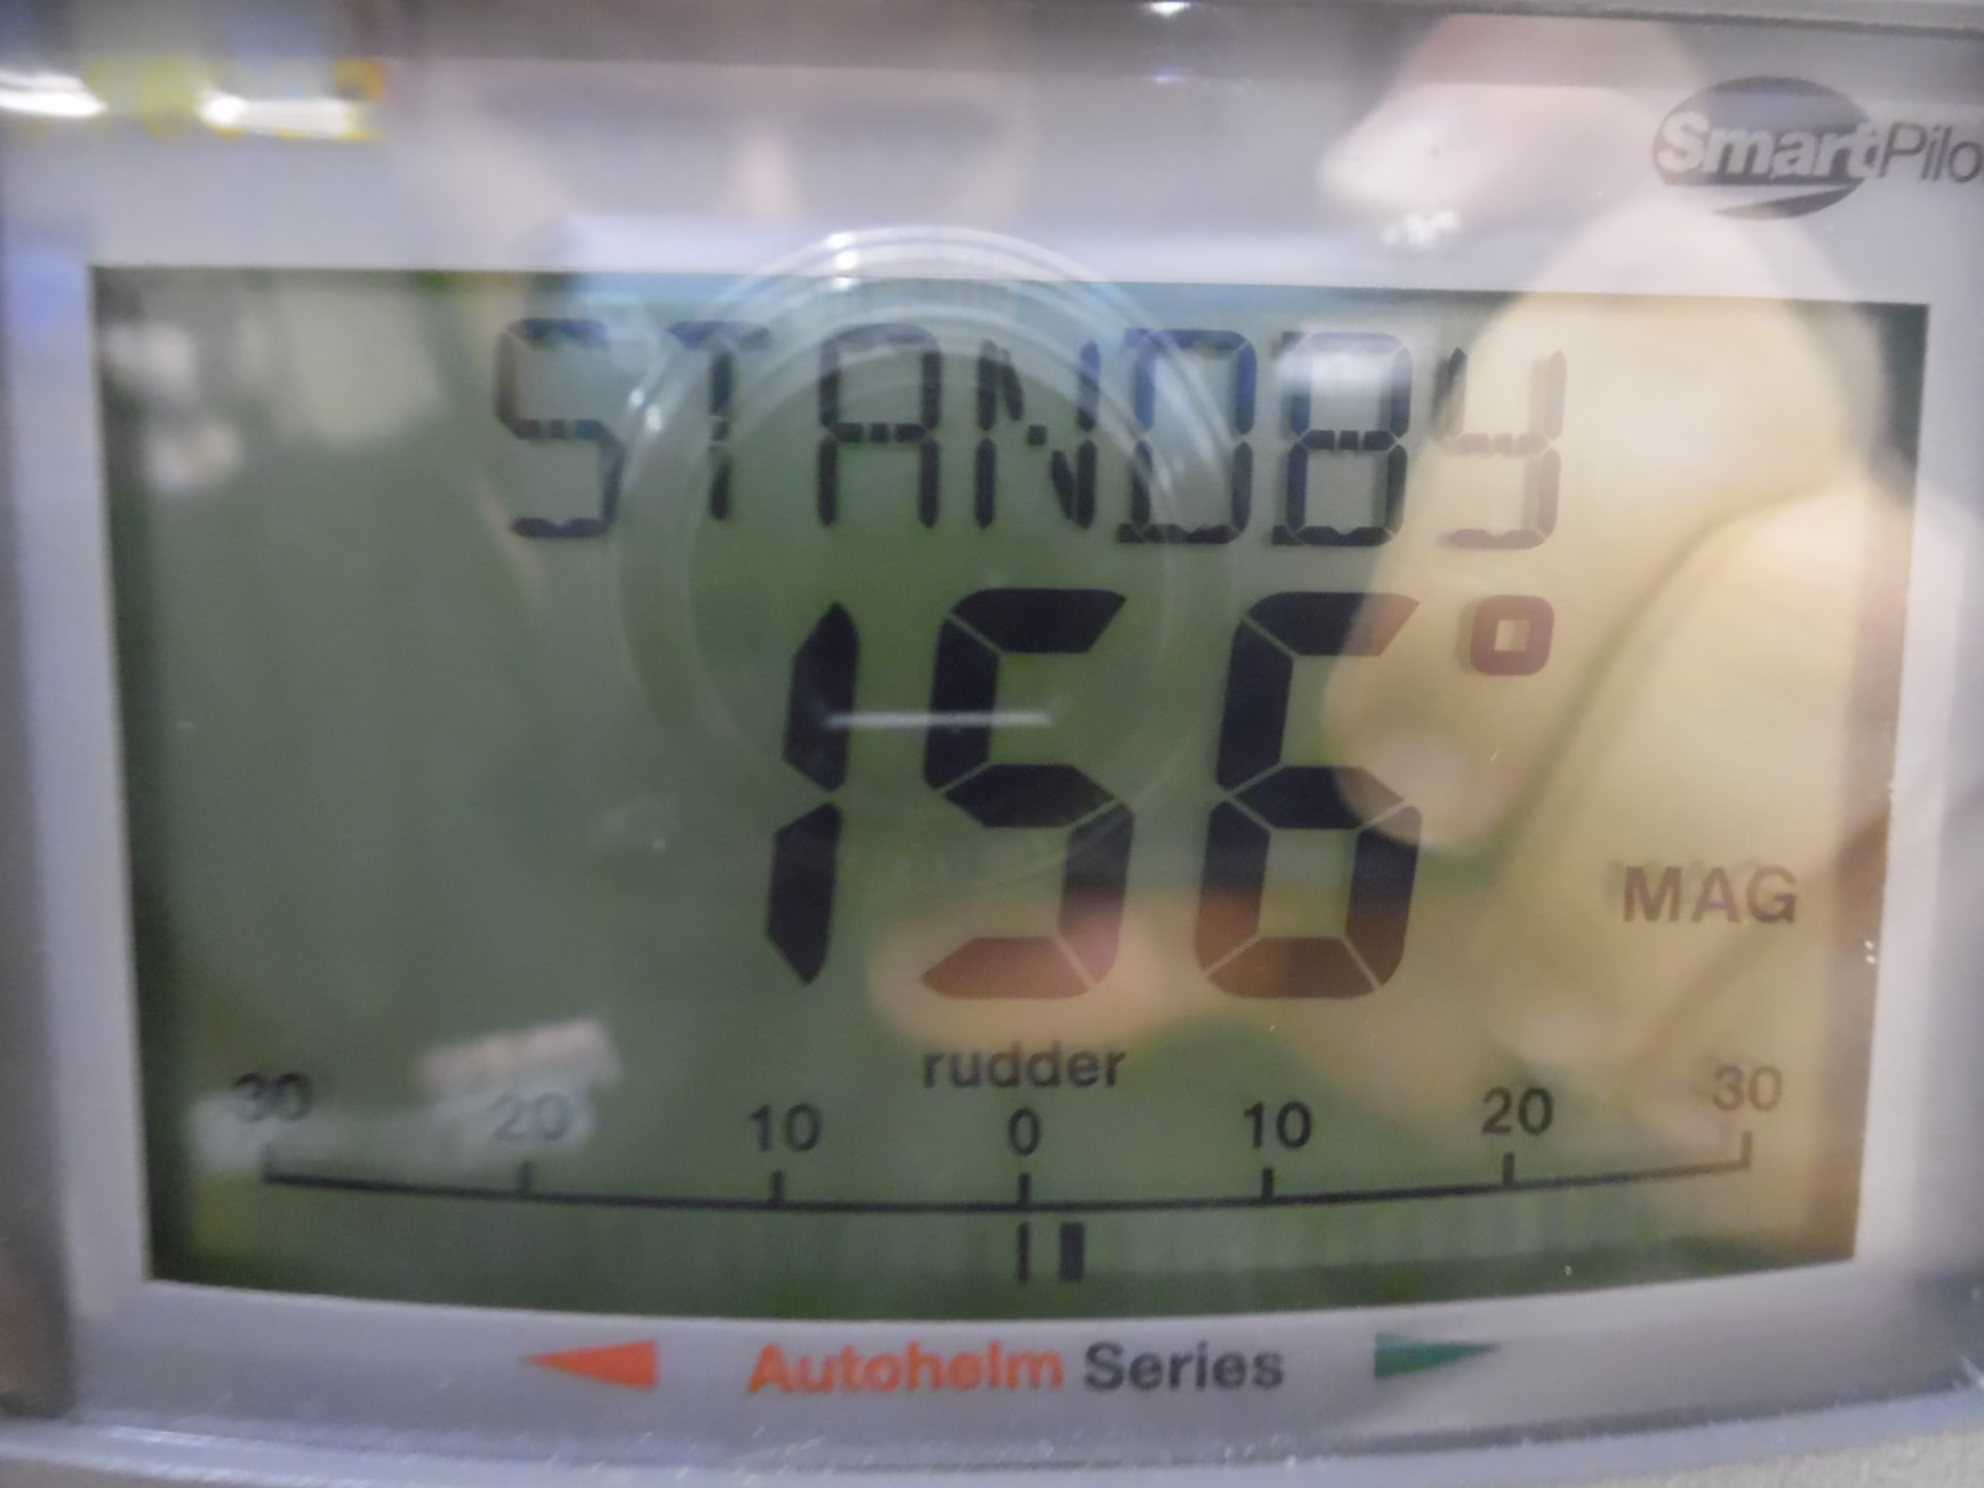 SmartPilo
STANDBY
156°
MAG
rudder
30 20 10 0 10 20 30
Autohelm Series